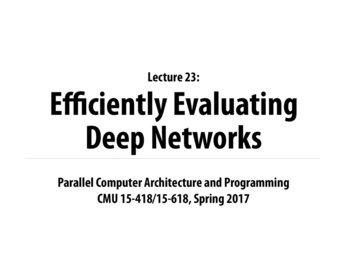 Lecture 23:
Efficiently Evaluating
Deep Networks
Parallel Computer Architecture and Programming
CMU 15-418/15-618, Spring 2017